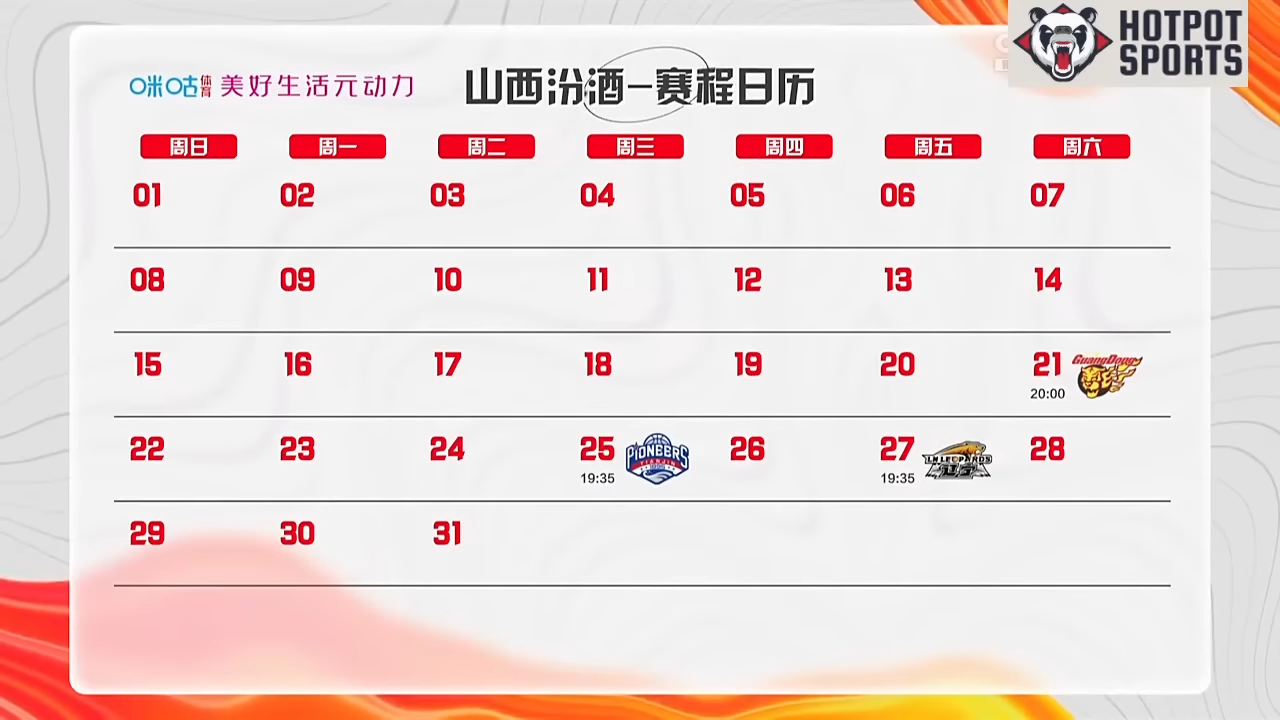 HOTPOT
SPORTS
咪咕体育 美好生活元动力
山西汾酒—赛程日历
周日 周一 周二 周三 周四 周五 周六
01 02 03 04 05 06 07
08 09 10 11 12 13 14
15 16 17 18 19 20 21 GuangDong
20:00
22 23 24 25 PIONEERS TIANJIN 26 27 LN LEOPARDS 辽宁 28
19:35 19:35
29 30 31